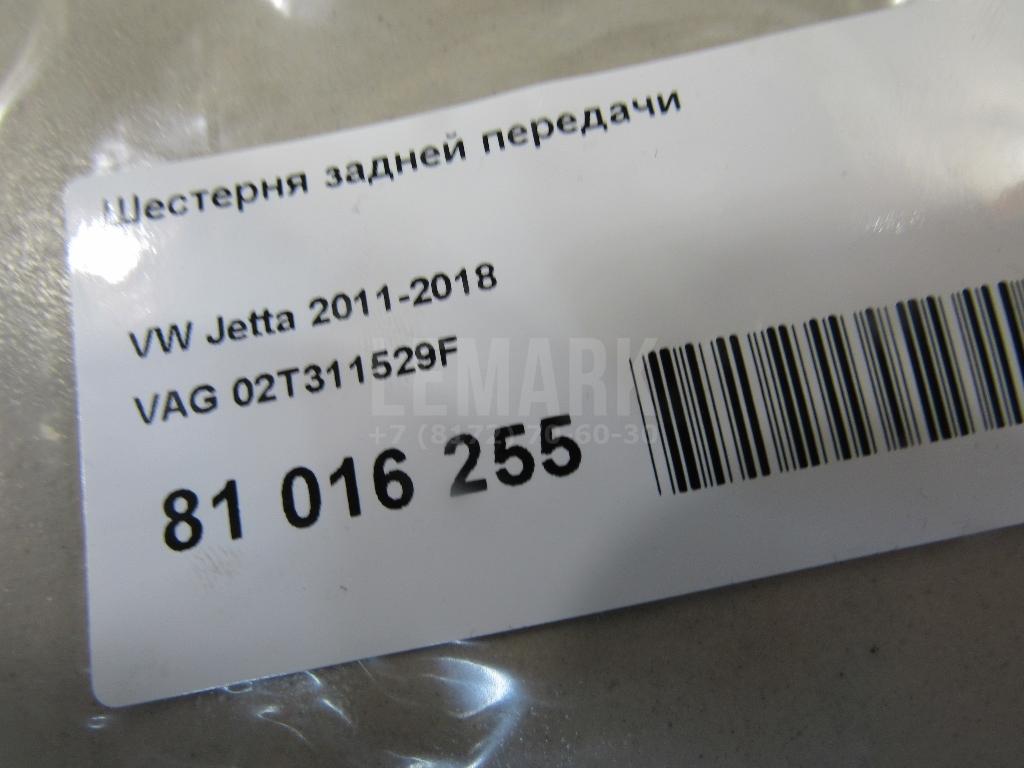 Шестерня задней передачи
VW Jetta 2011-2018
VAG 02T311529F
LEMARK
81 016 255